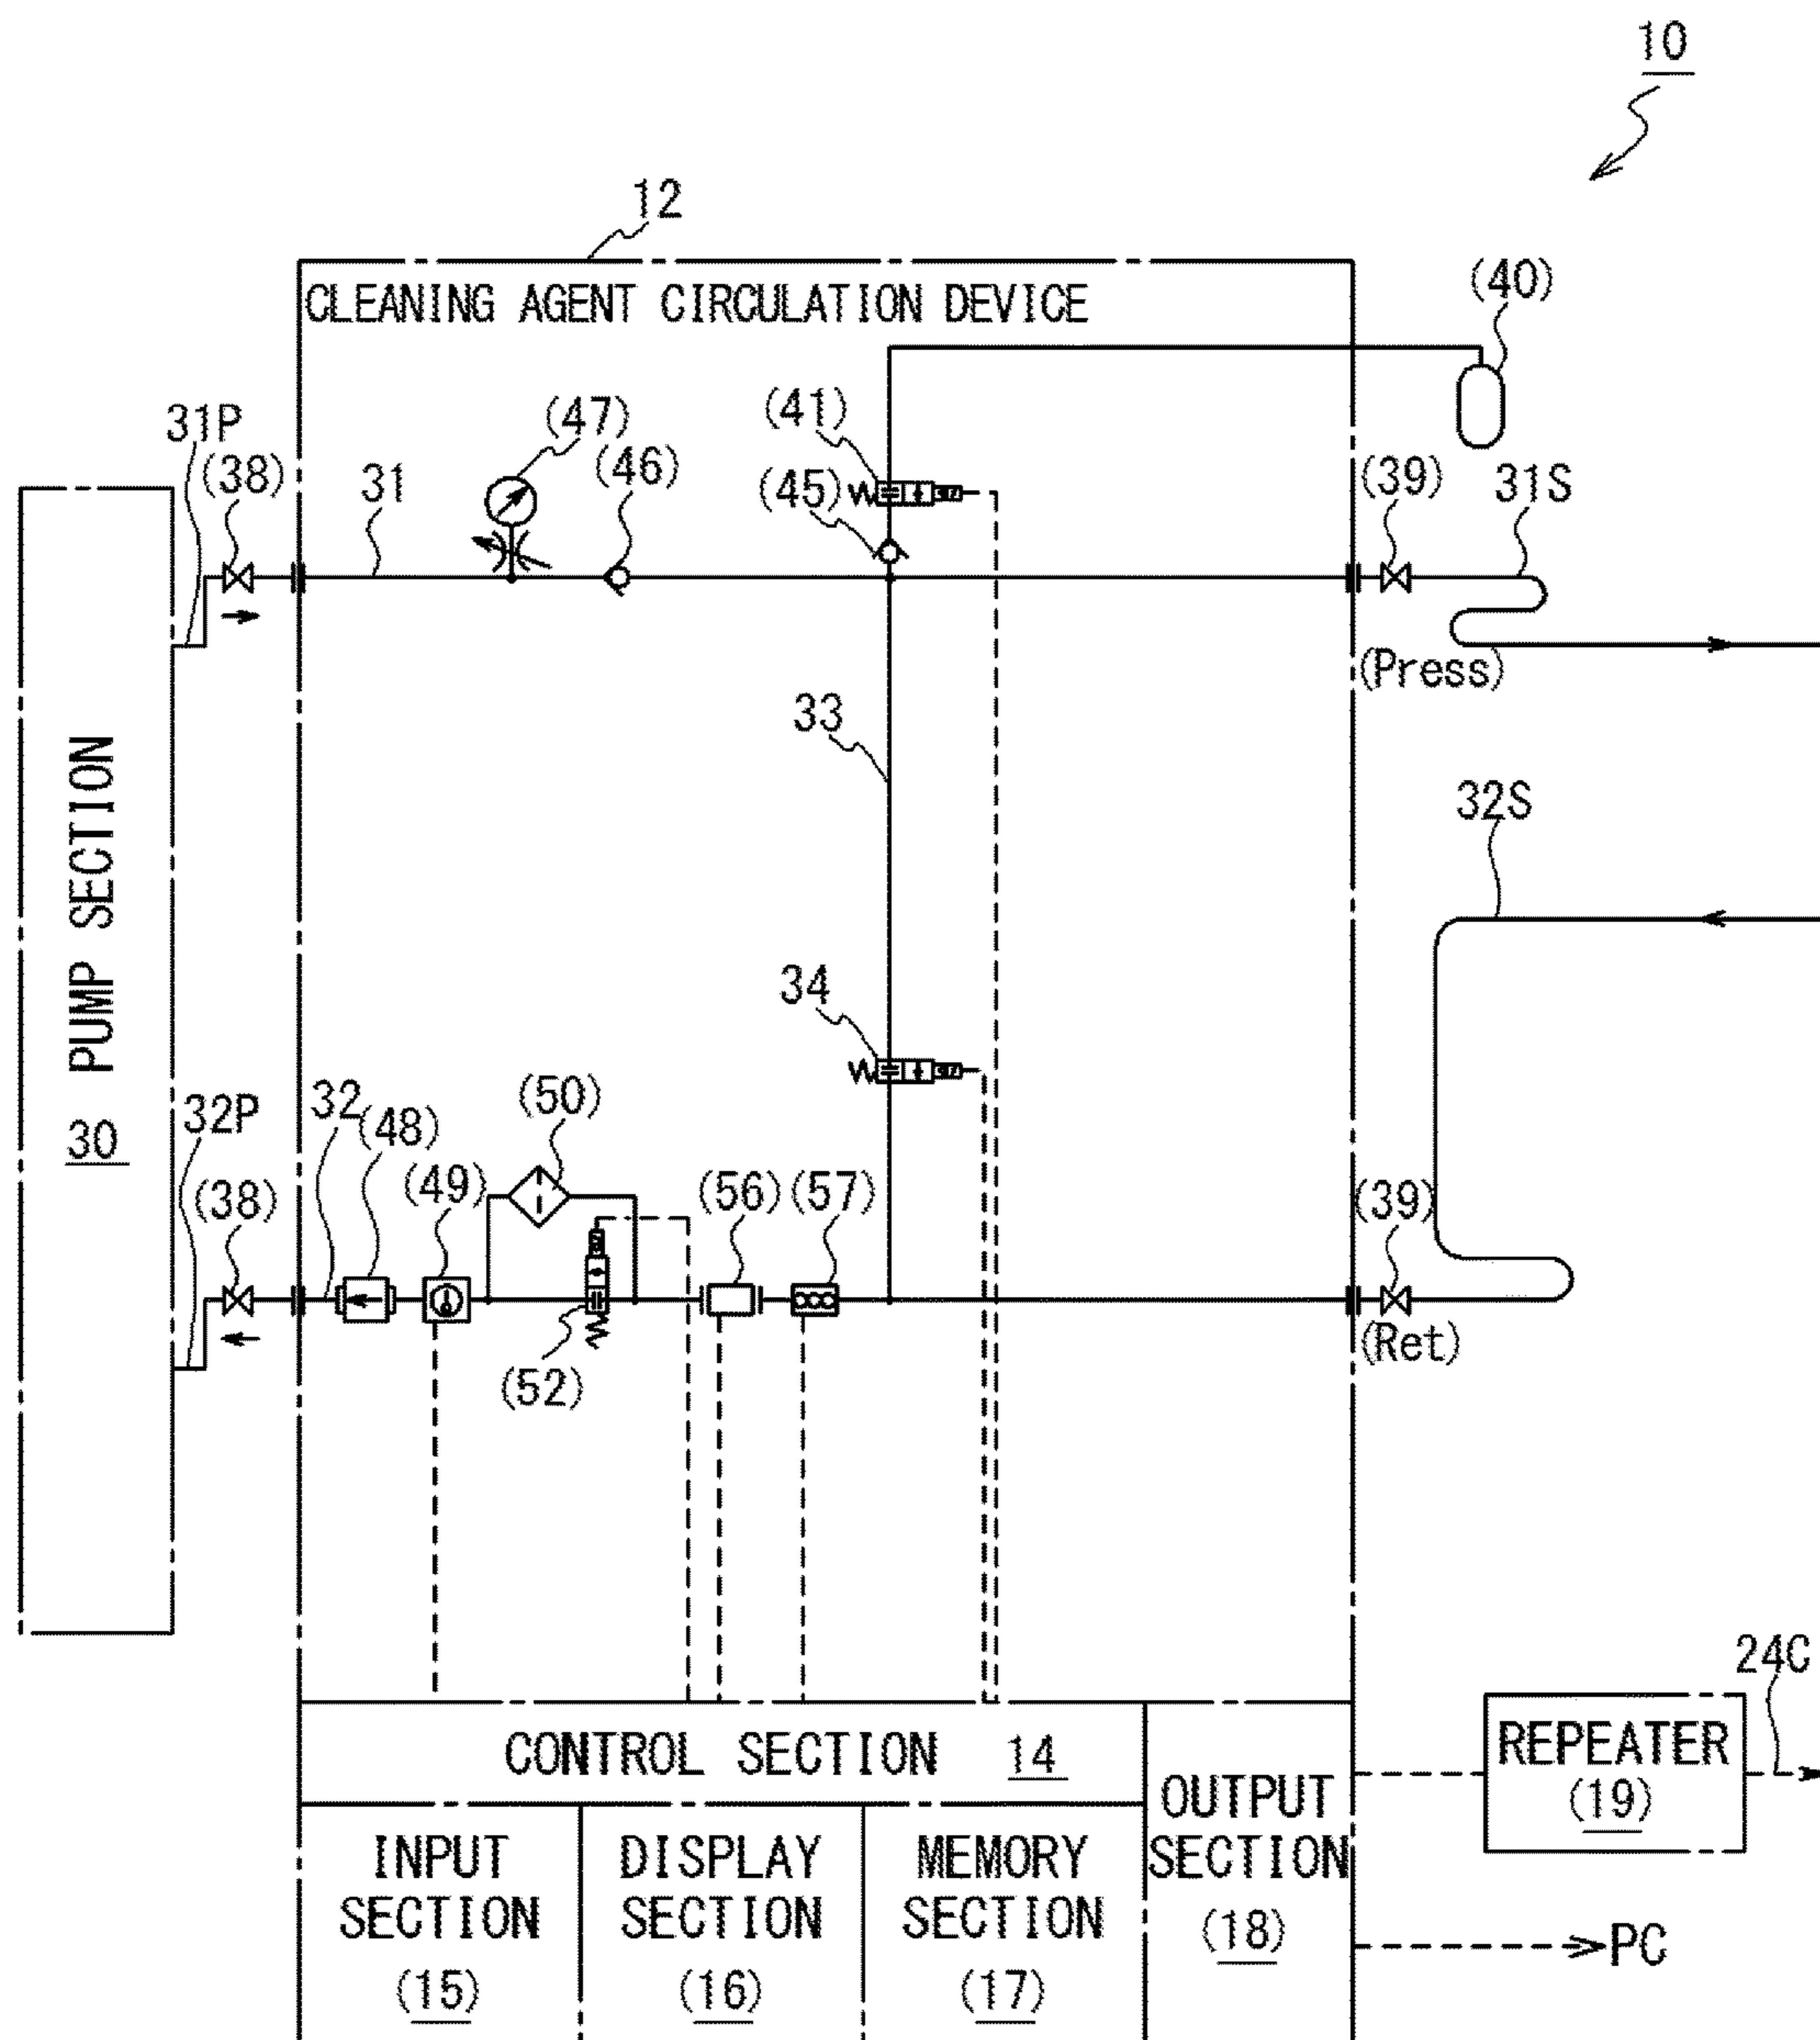 10
12
CLEANING AGENT CIRCULATION DEVICE
(40)
31P
(38)
31
(47)
(46)
(41)
(45)
(39)
31S
(Press)
33
32S
PUMP SECTION
30
34
32P
(38)
32
(48)
(49)
(50)
(52)
(56)
(57)
(39)
(Ret)
CONTROL SECTION 14
INPUT
SECTION
(15)
DISPLAY
SECTION
(16)
MEMORY
SECTION
(17)
OUTPUT
SECTION
(18)
REPEATER
(19)
24C
PC